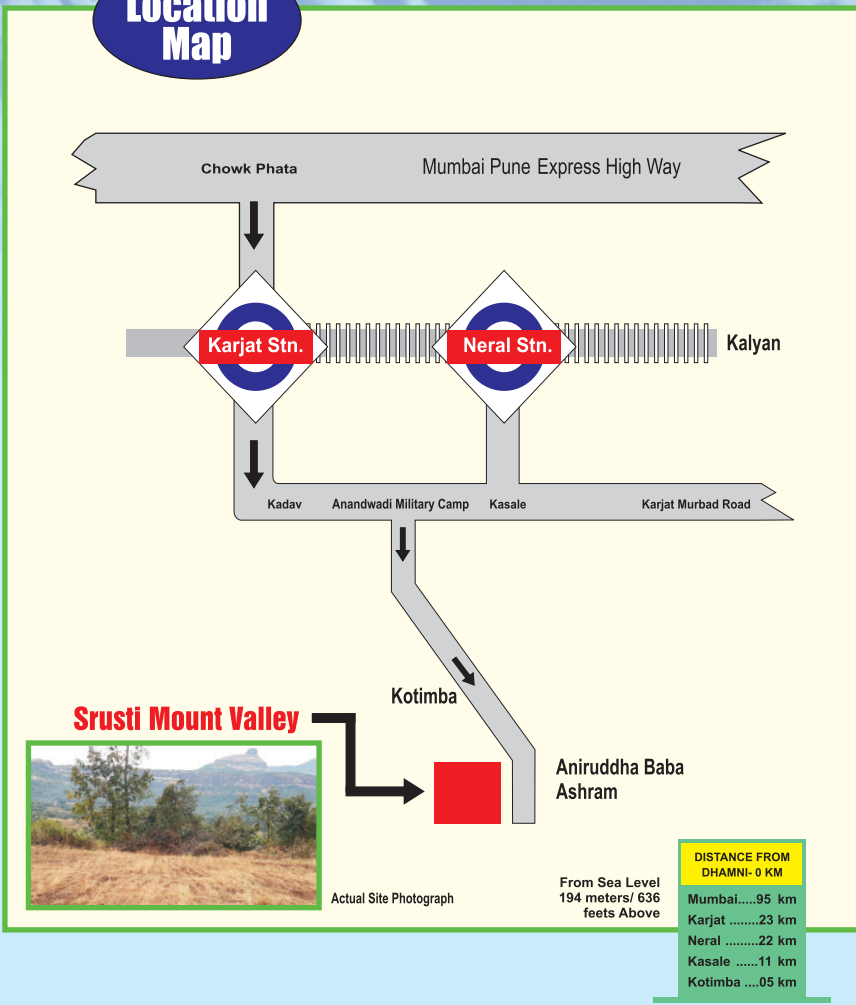 Location
Map
Chowk Phata
Mumbai Pune Express High Way
Karjat Stn.
Neral Stn.
Kalyan
Kadav
Anandwadi Military Camp
Kasale
Karjat Murbad Road
Kotimba
Srusti Mount Valley
Aniruddha Baba
Ashram
Actual Site Photograph
From Sea Level
194 meters/ 636
feets Above
DISTANCE FROM
DHAMNI- 0 KM
Mumbai.....95 km
Karjat ........23 km
Neral .........22 km
Kasale ......11 km
Kotimba ....05 km